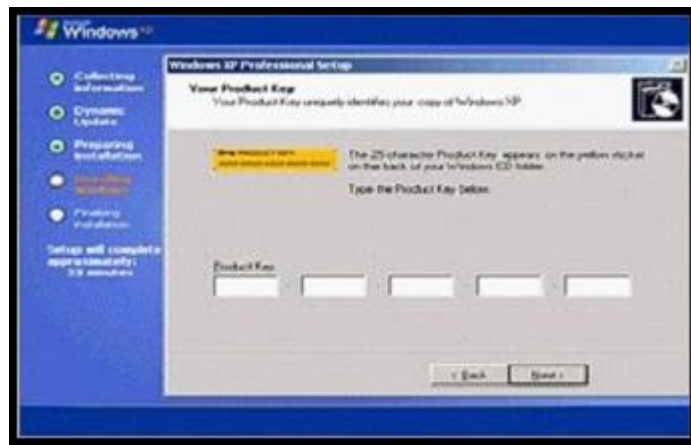 Microsoft
Windows xp
Collecting
information
Dynamic
Update
Preparing
installation
Installing
Windows
Finalizing
installation
Setup will complete
approximately:
39 minutes
Windows XP Professional Setup
Your Product Key
Your Product Key uniquely identifies your copy of Windows XP.
The 25-character Product Key appears on the yellow sticker
on the back of your Windows CD folder.
Type the Product Key below:
Product Key:
< Back
Next >